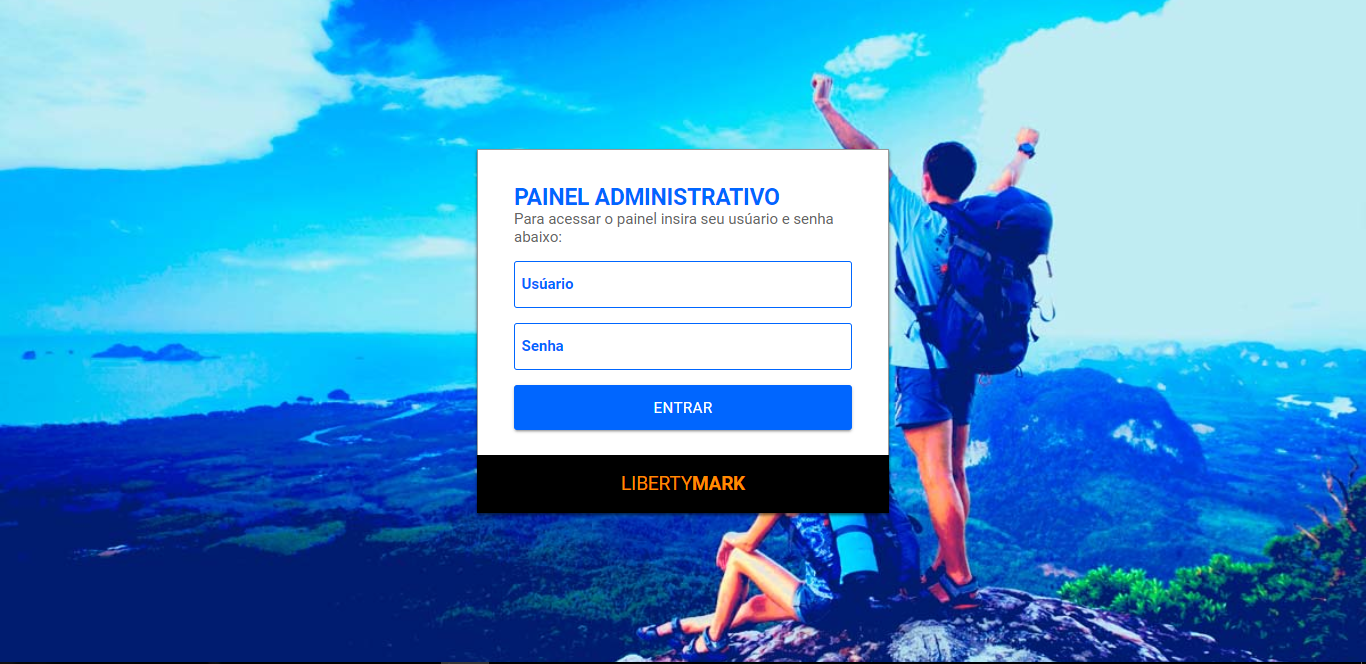 PAINEL ADMINISTRATIVO
Para acessar o painel insira seu usúario e senha
abaixo:
Usúario
Senha
ENTRAR
LIBERTYMARK